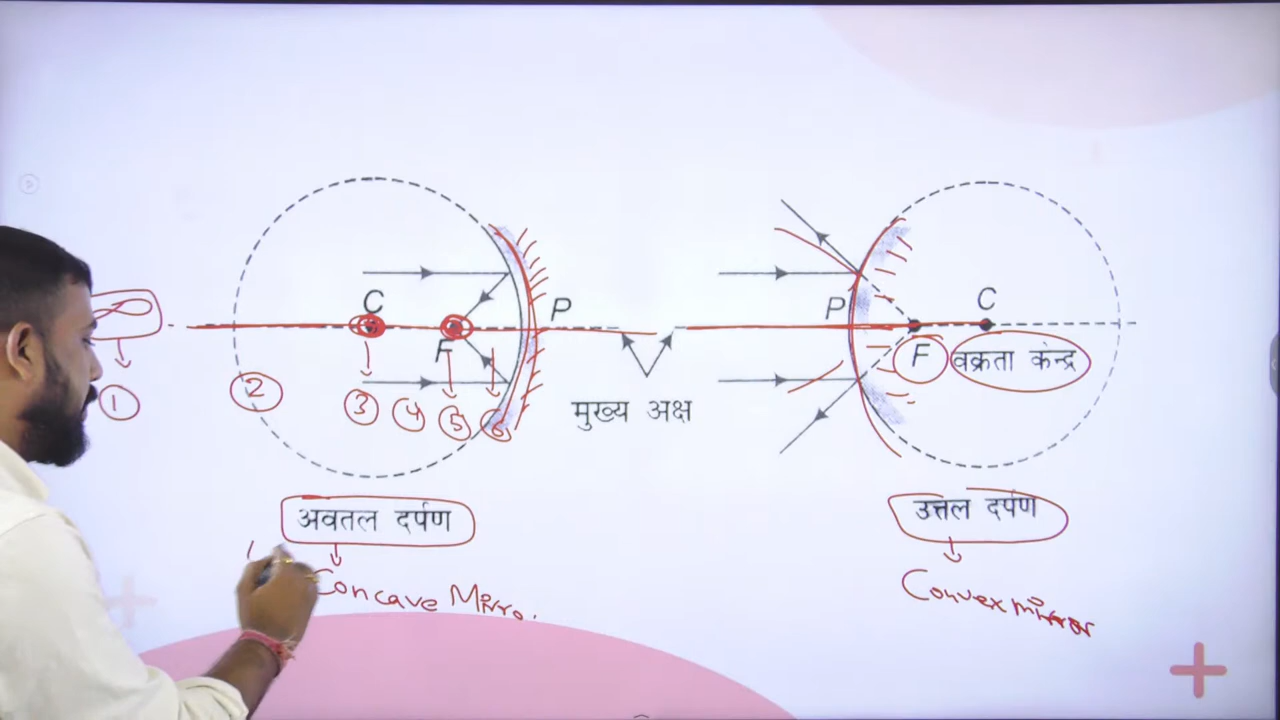 C
P
F
①
②
③
④
⑤
⑥
मुख्य अक्ष
P
C
F
वक्रता केन्द्र
अवतल दर्पण
Concave Mirro.
उत्तल दर्पण
Convex mirror